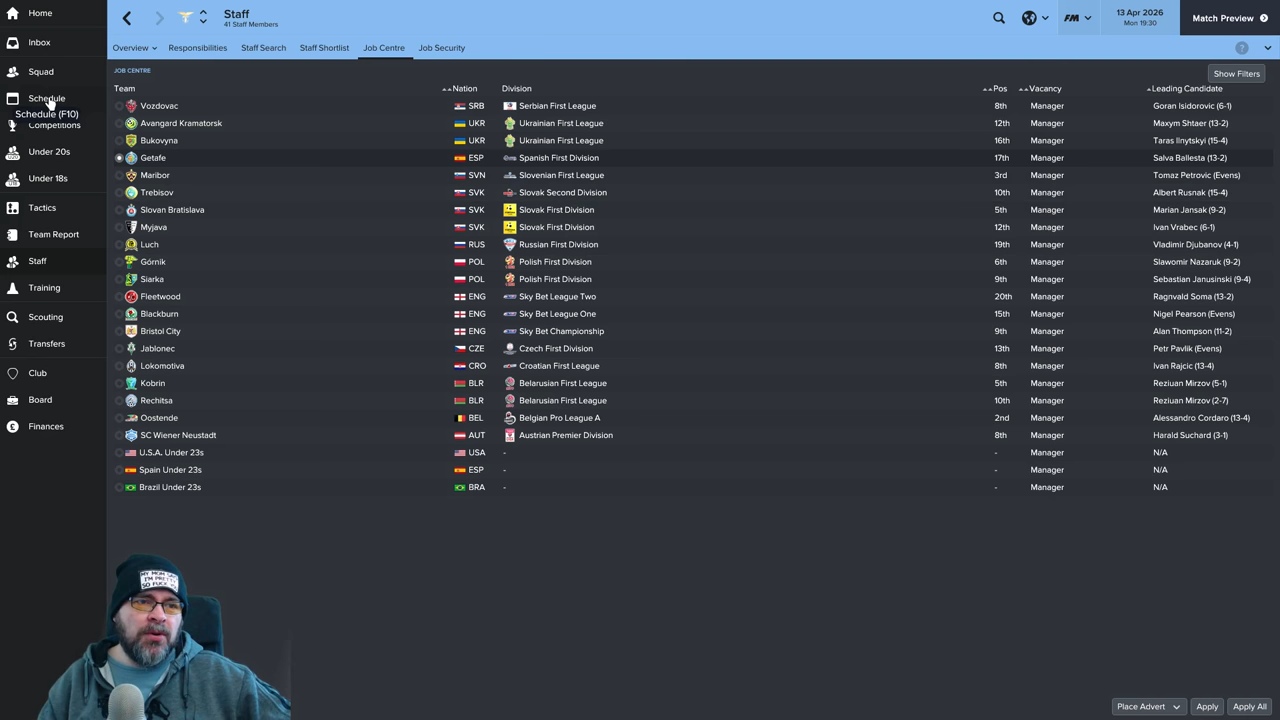 Home
Inbox
Squad
Schedule
Schedule (F10)
Competitions
Under 20s
Under 18s
Tactics
Team Report
Staff
Training
Scouting
Transfers
Club
Board
Finances
Staff
41 Staff Members
FM
13 Apr 2026
Mon 19:30
Match Preview
Overview Responsibilities Staff Search Staff Shortlist Job Centre Job Security
JOB CENTRE
Show Filters
Team Nation Division Pos Vacancy Leading Candidate
Vozdovac SRB Serbian First League 8th Manager Goran Isidorovic (6-1)
Avangard Kramatorsk UKR Ukrainian First League 12th Manager Maxym Shtaer (13-2)
Bukovyna UKR Ukrainian First League 16th Manager Taras Ilnytskyi (15-4)
Getafe ESP Spanish First Division 17th Manager Salva Ballesta (13-2)
Maribor SVN Slovenian First League 3rd Manager Tomaz Petrovic (Evens)
Trebisov SVK Slovak Second Division 10th Manager Albert Rusnak (15-4)
Slovan Bratislava SVK Slovak First Division 5th Manager Marian Jansak (9-2)
Myjava SVK Slovak First Division 12th Manager Ivan Vrabec (6-1)
Luch RUS Russian First Division 19th Manager Vladimir Djubanov (4-1)
Górnik POL Polish First Division 6th Manager Slawomir Nazaruk (9-2)
Siarka POL Polish First Division 9th Manager Sebastian Janusinski (9-4)
Fleetwood ENG Sky Bet League Two 20th Manager Ragnvald Soma (13-2)
Blackburn ENG Sky Bet League One 15th Manager Nigel Pearson (Evens)
Bristol City ENG Sky Bet Championship 9th Manager Alan Thompson (11-2)
Jablonec CZE Czech First Division 13th Manager Petr Pavlik (Evens)
Lokomotiva CRO Croatian First League 8th Manager Ivan Rajcic (13-4)
Kobrin BLR Belarusian First League 5th Manager Reziuan Mirzov (5-1)
Rechitsa BLR Belarusian First League 10th Manager Reziuan Mirzov (2-7)
Oostende BEL Belgian Pro League A 2nd Manager Alessandro Cordaro (13-4)
SC Wiener Neustadt AUT Austrian Premier Division 8th Manager Harald Suchard (3-1)
U.S.A. Under 23s USA - - Manager N/A
Spain Under 23s ESP - - Manager N/A
Brazil Under 23s BRA - - Manager N/A
Place Advert Apply Apply All